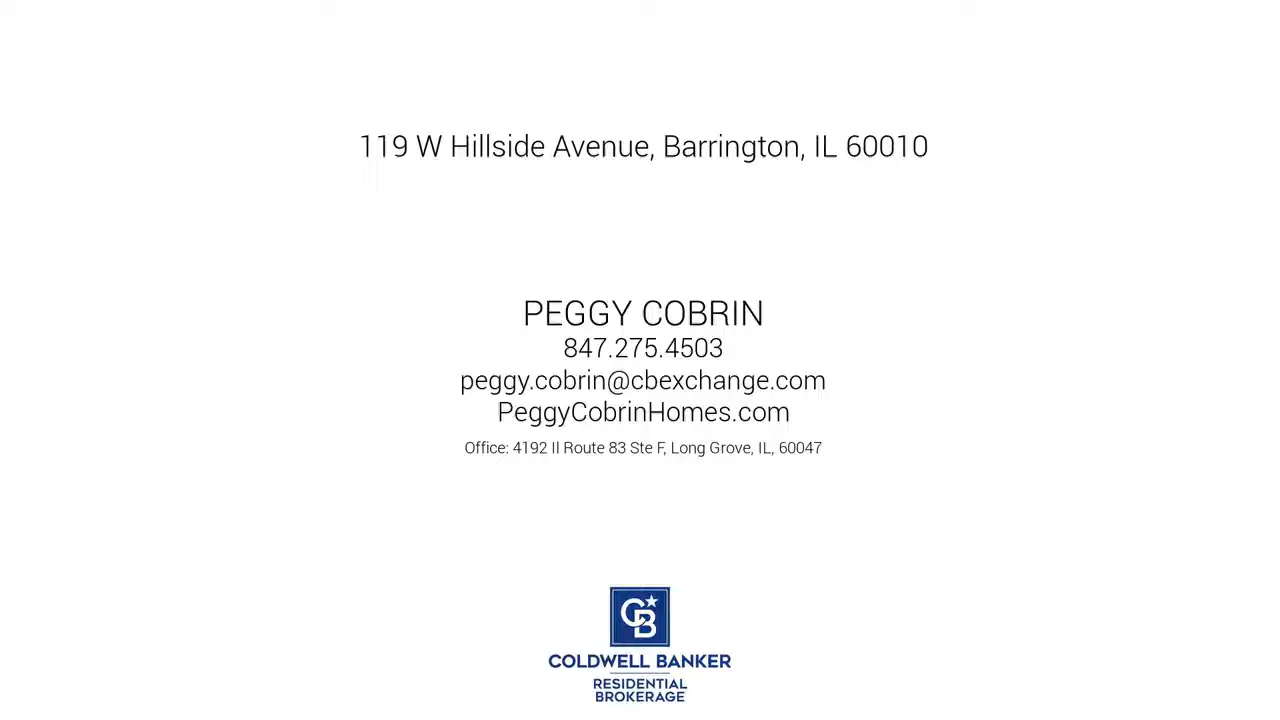 119 W Hillside Avenue, Barrington, IL 60010
PEGGY COBRIN
847.275.4503
peggy.cobrin@cbexchange.com
PeggyCobrinHomes.com
Office: 4192 Il Route 83 Ste F, Long Grove, IL, 60047
CB
COLDWELL BANKER
RESIDENTIAL
BROKERAGE